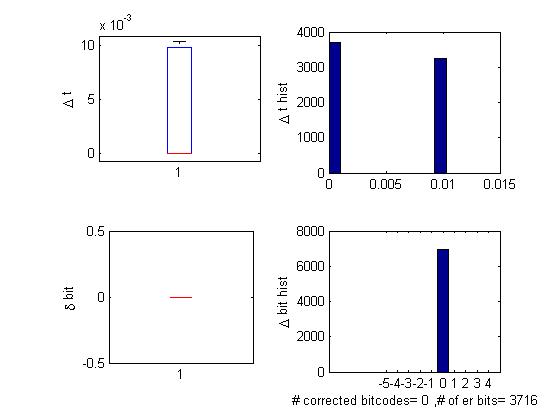 x 10-3
10
5
0
Δ t
1
4000
3000
2000
1000
0
Δ t hist
0 0.005 0.01 0.015
0.5
0
-0.5
δ bit
1
8000
6000
4000
2000
0
Δ bit hist
-5-4-3-2-1 0 1 2 3 4
# corrected bitcodes= 0 ,# of er bits= 3716